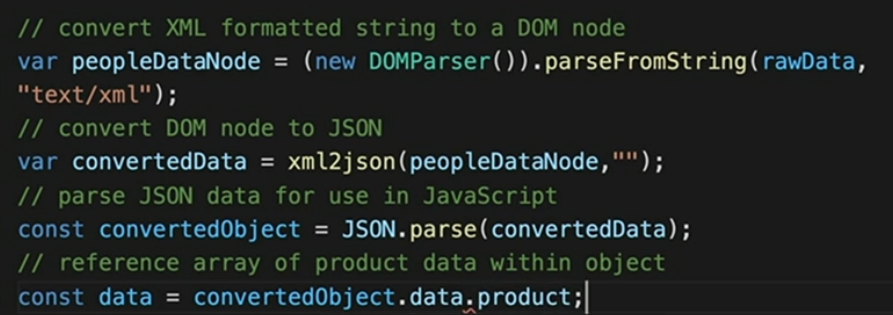 // convert XML formatted string to a DOM node
var peopleDataNode = (new DOMParser()).parseFromString(rawData,
"text/xml");
// convert DOM node to JSON
var convertedData = xml2json(peopleDataNode,"");
// parse JSON data for use in JavaScript
const convertedObject = JSON.parse(convertedData);
// reference array of product data within object
const data = convertedObject.data.product;